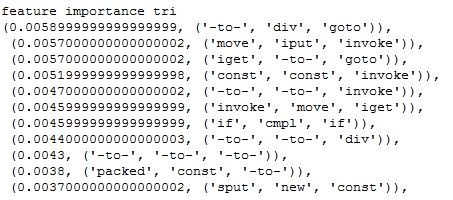 feature importance tri
(0.0058999999999999999, ('-to-', 'div', 'goto')),
(0.0057000000000000002, ('move', 'iput', 'invoke')),
(0.0057000000000000002, ('iget', '-to-', 'goto')),
(0.0051999999999999998, ('const', 'const', 'invoke')),
(0.0047000000000000002, ('-to-', '-to-', 'invoke')),
(0.0045999999999999999, ('invoke', 'move', 'iget')),
(0.0045999999999999999, ('if', 'cmpl', 'if')),
(0.0044000000000000003, ('-to-', '-to-', 'div')),
(0.0043, ('-to-', '-to-', '-to-')),
(0.0038, ('packed', 'const', '-to-')),
(0.0037000000000000002, ('sput', 'new', 'const')),